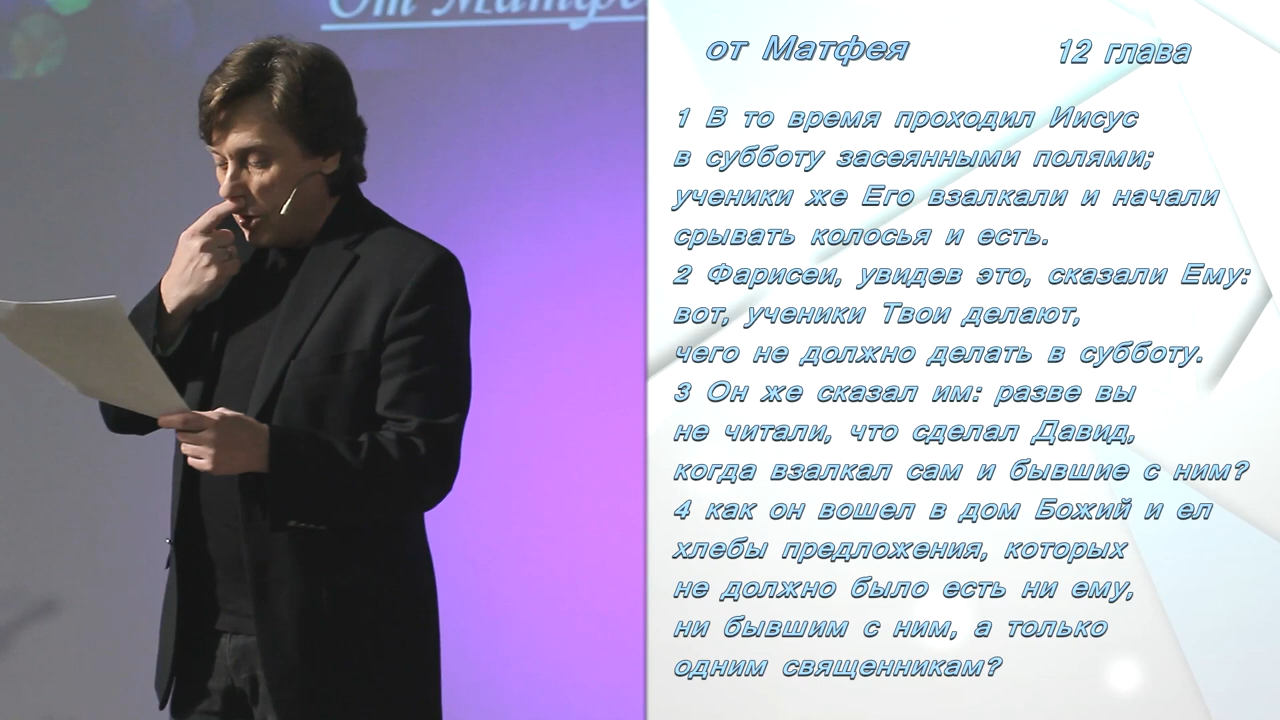 От Матфе
от Матфея 12 глава
1 В то время проходил Иисус
в субботу засеянными полями;
ученики же Его взалкали и начали
срывать колосья и есть.
2 Фарисеи, увидев это, сказали Ему:
вот, ученики Твои делают,
чего не должно делать в субботу.
3 Он же сказал им: разве вы
не читали, что сделал Давид,
когда взалкал сам и бывшие с ним?
4 как он вошел в дом Божий и ел
хлебы предложения, которых
не должно было есть ни ему,
ни бывшим с ним, а только
одним священникам?